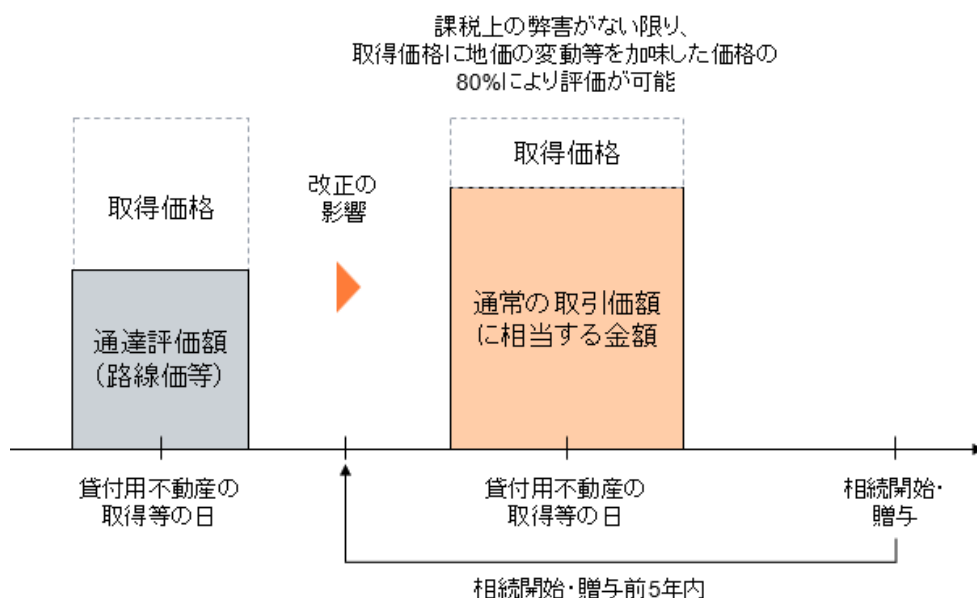 課税上の弊害がない限り、
取得価格に地価の変動等を加味した価格の
80%により評価が可能
取得価格
改正の
影響
取得価格
通達評価額
(路線価等)
通常の取引価額
に相当する金額
貸付用不動産の
取得等の日
貸付用不動産の
取得等の日
相続開始・
贈与
相続開始・贈与前5年内